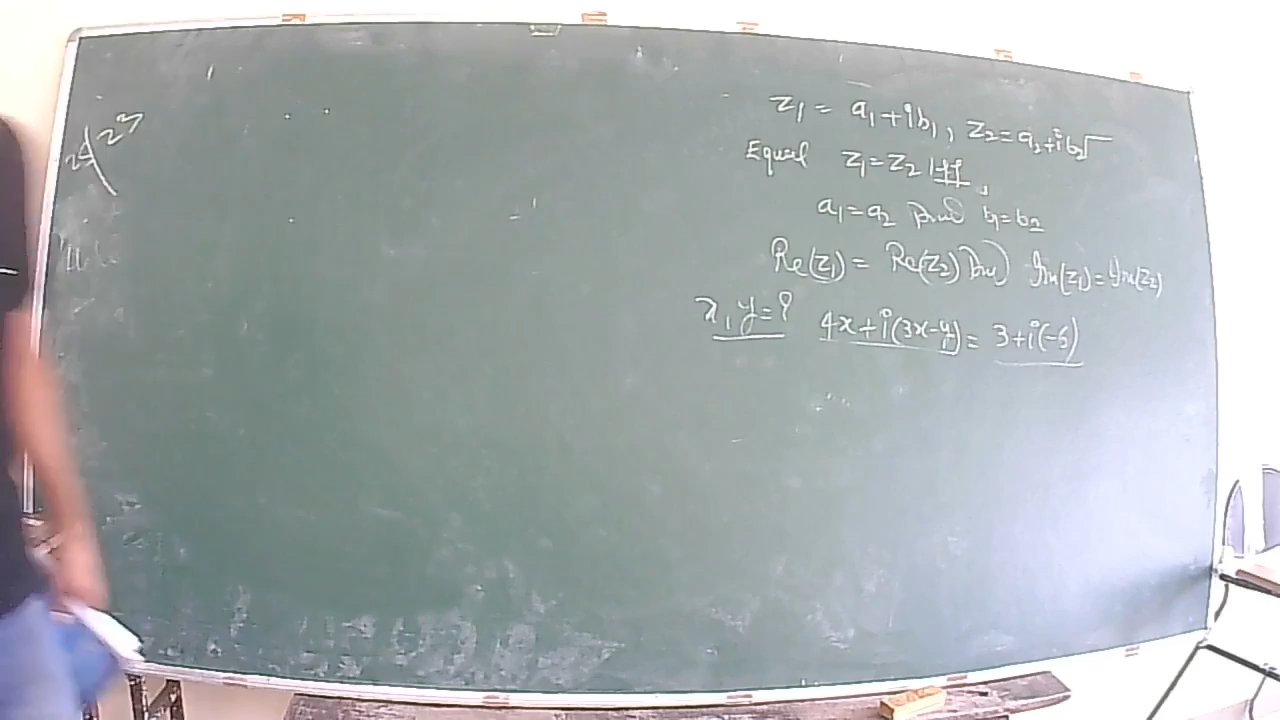 z₁ = a₁+ib₁, z₂=a₂+ib₂
Equal z₁=z₂ iff,
a₁=a₂ and b₁=b₂
Re(z₁) = Re(z₂) and Im(z₁)=Im(z₂)
x, y=? 4x+i(3x-y)= 3+i(-6)